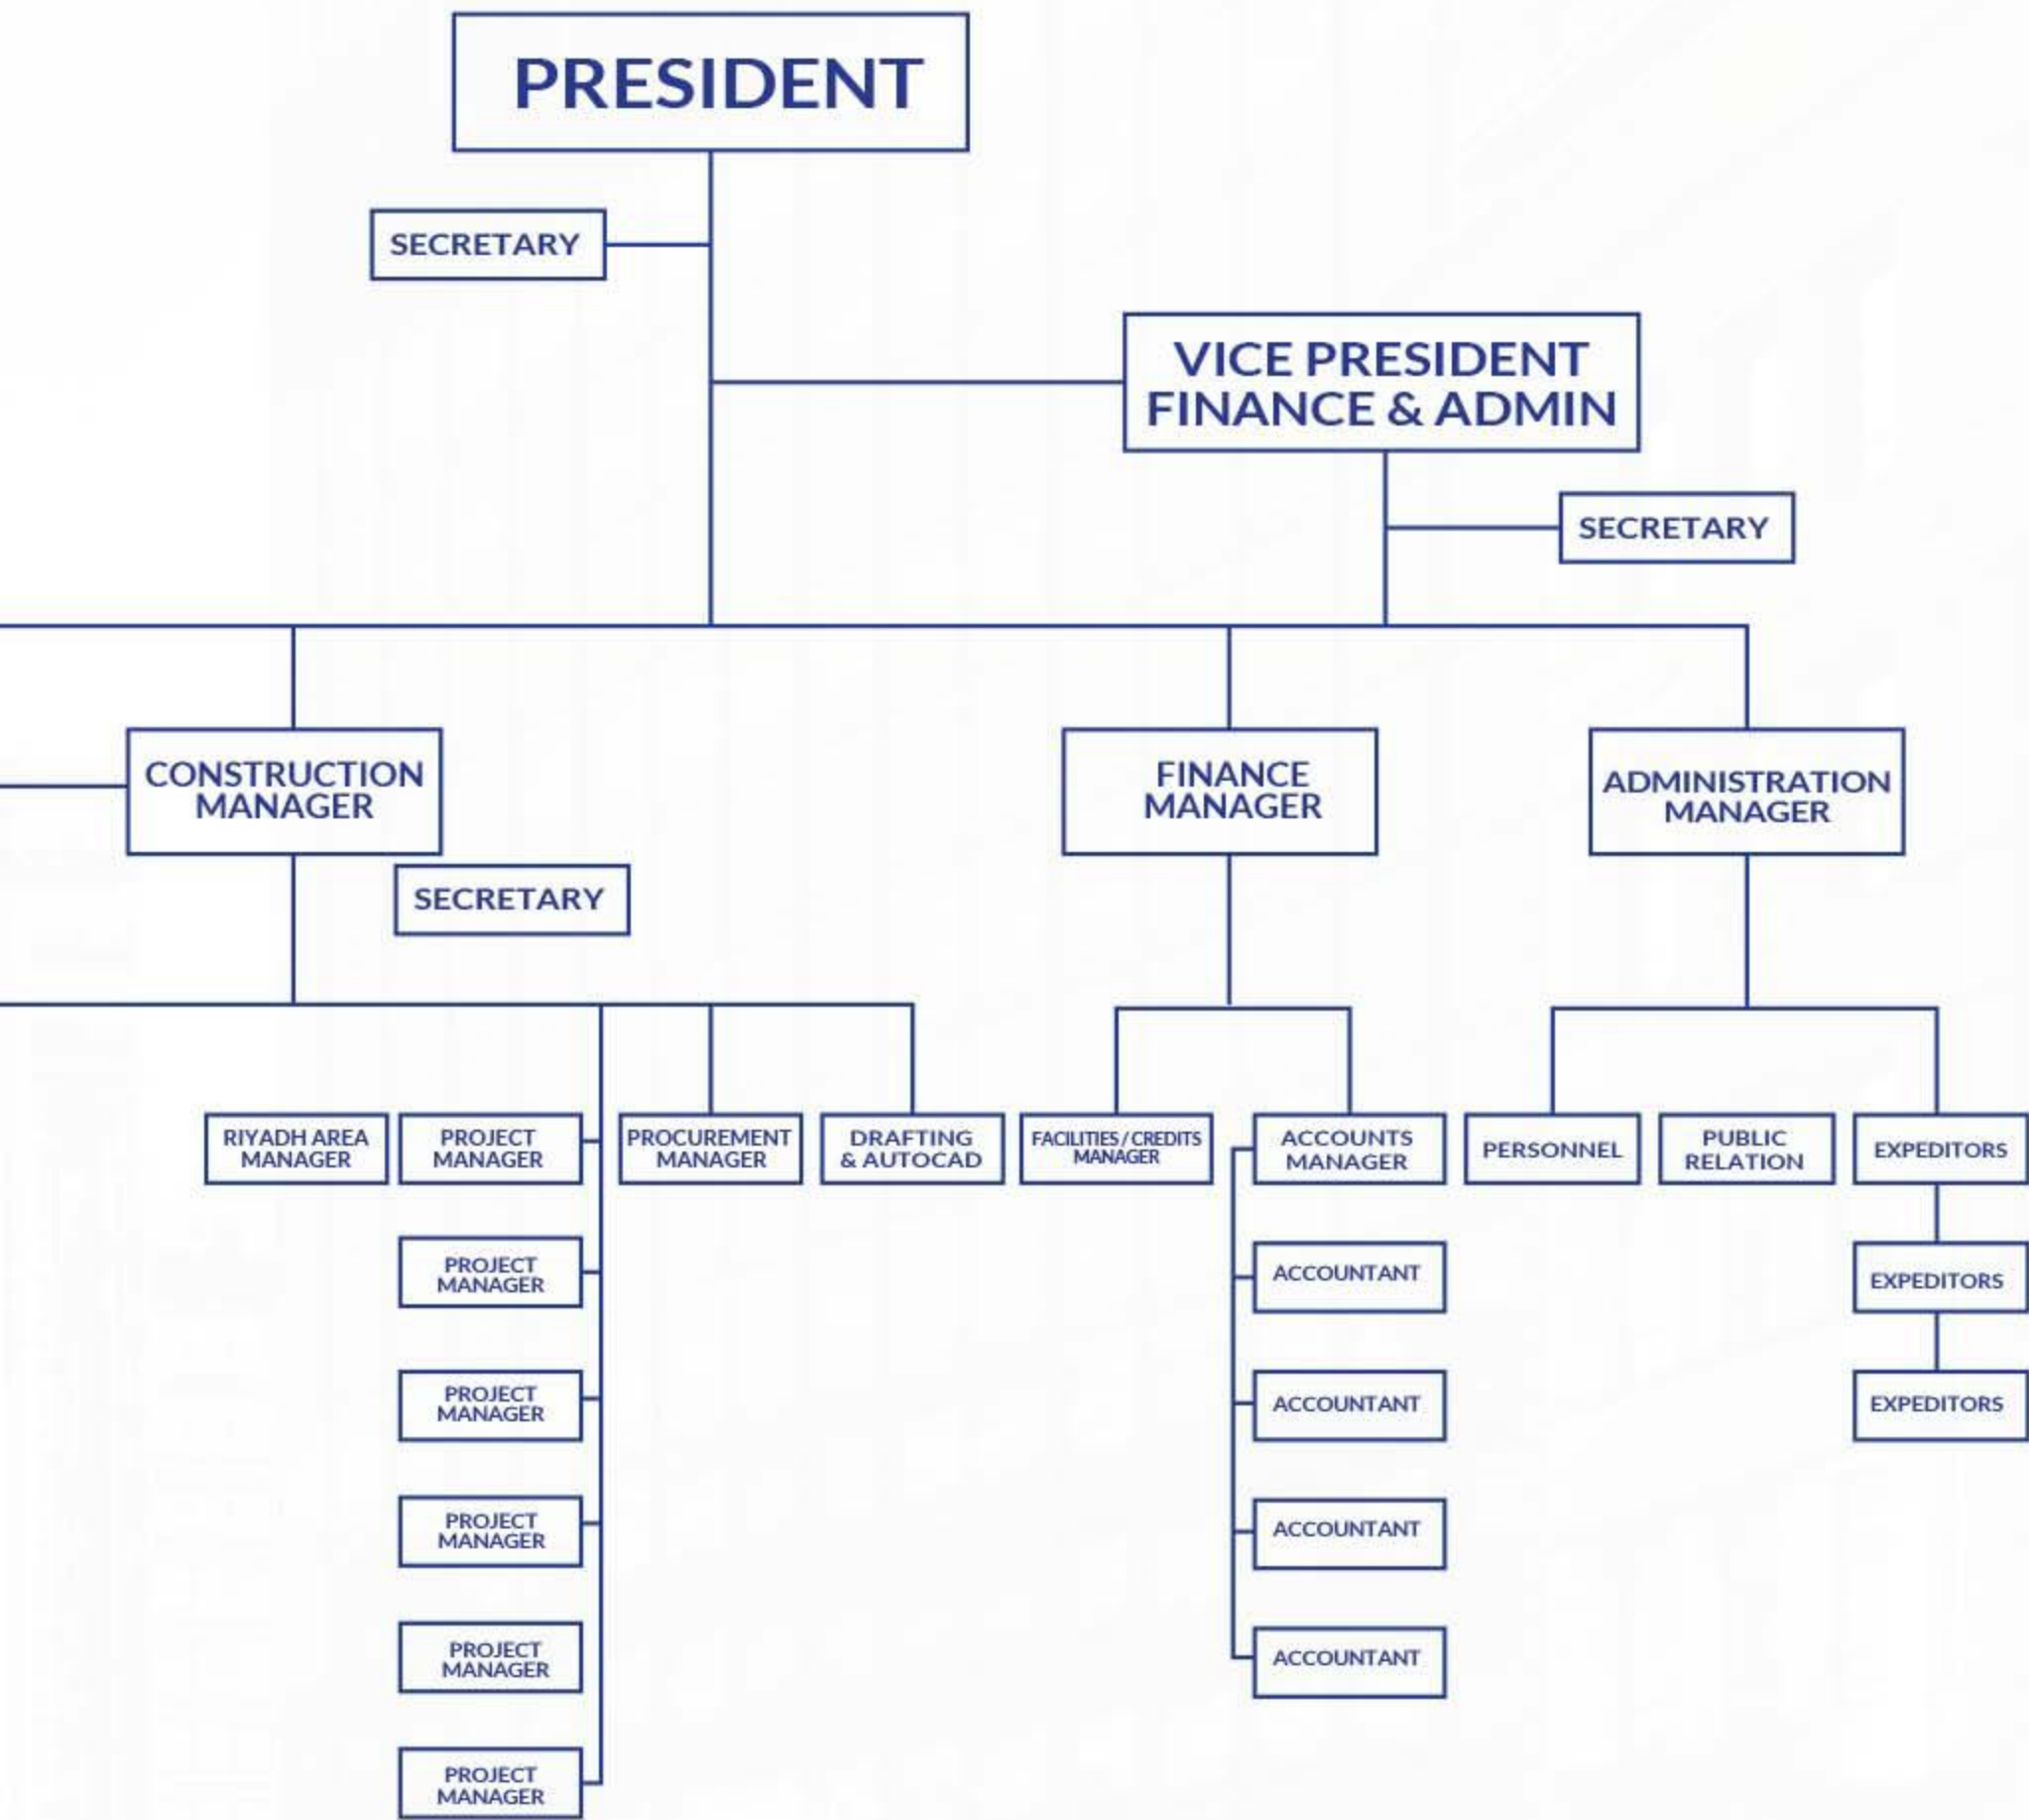 PRESIDENT
SECRETARY
VICE PRESIDENT
FINANCE & ADMIN
SECRETARY
CONSTRUCTION
MANAGER
FINANCE
MANAGER
ADMINISTRATION
MANAGER
SECRETARY
RIYADH AREA
MANAGER
PROJECT
MANAGER
PROCUREMENT
MANAGER
DRAFTING
& AUTOCAD
FACILITIES / CREDITS
MANAGER
ACCOUNTS
MANAGER
PERSONNEL
PUBLIC
RELATION
EXPEDITORS
PROJECT
MANAGER
ACCOUNTANT
EXPEDITORS
PROJECT
MANAGER
ACCOUNTANT
EXPEDITORS
PROJECT
MANAGER
ACCOUNTANT
PROJECT
MANAGER
ACCOUNTANT
PROJECT
MANAGER